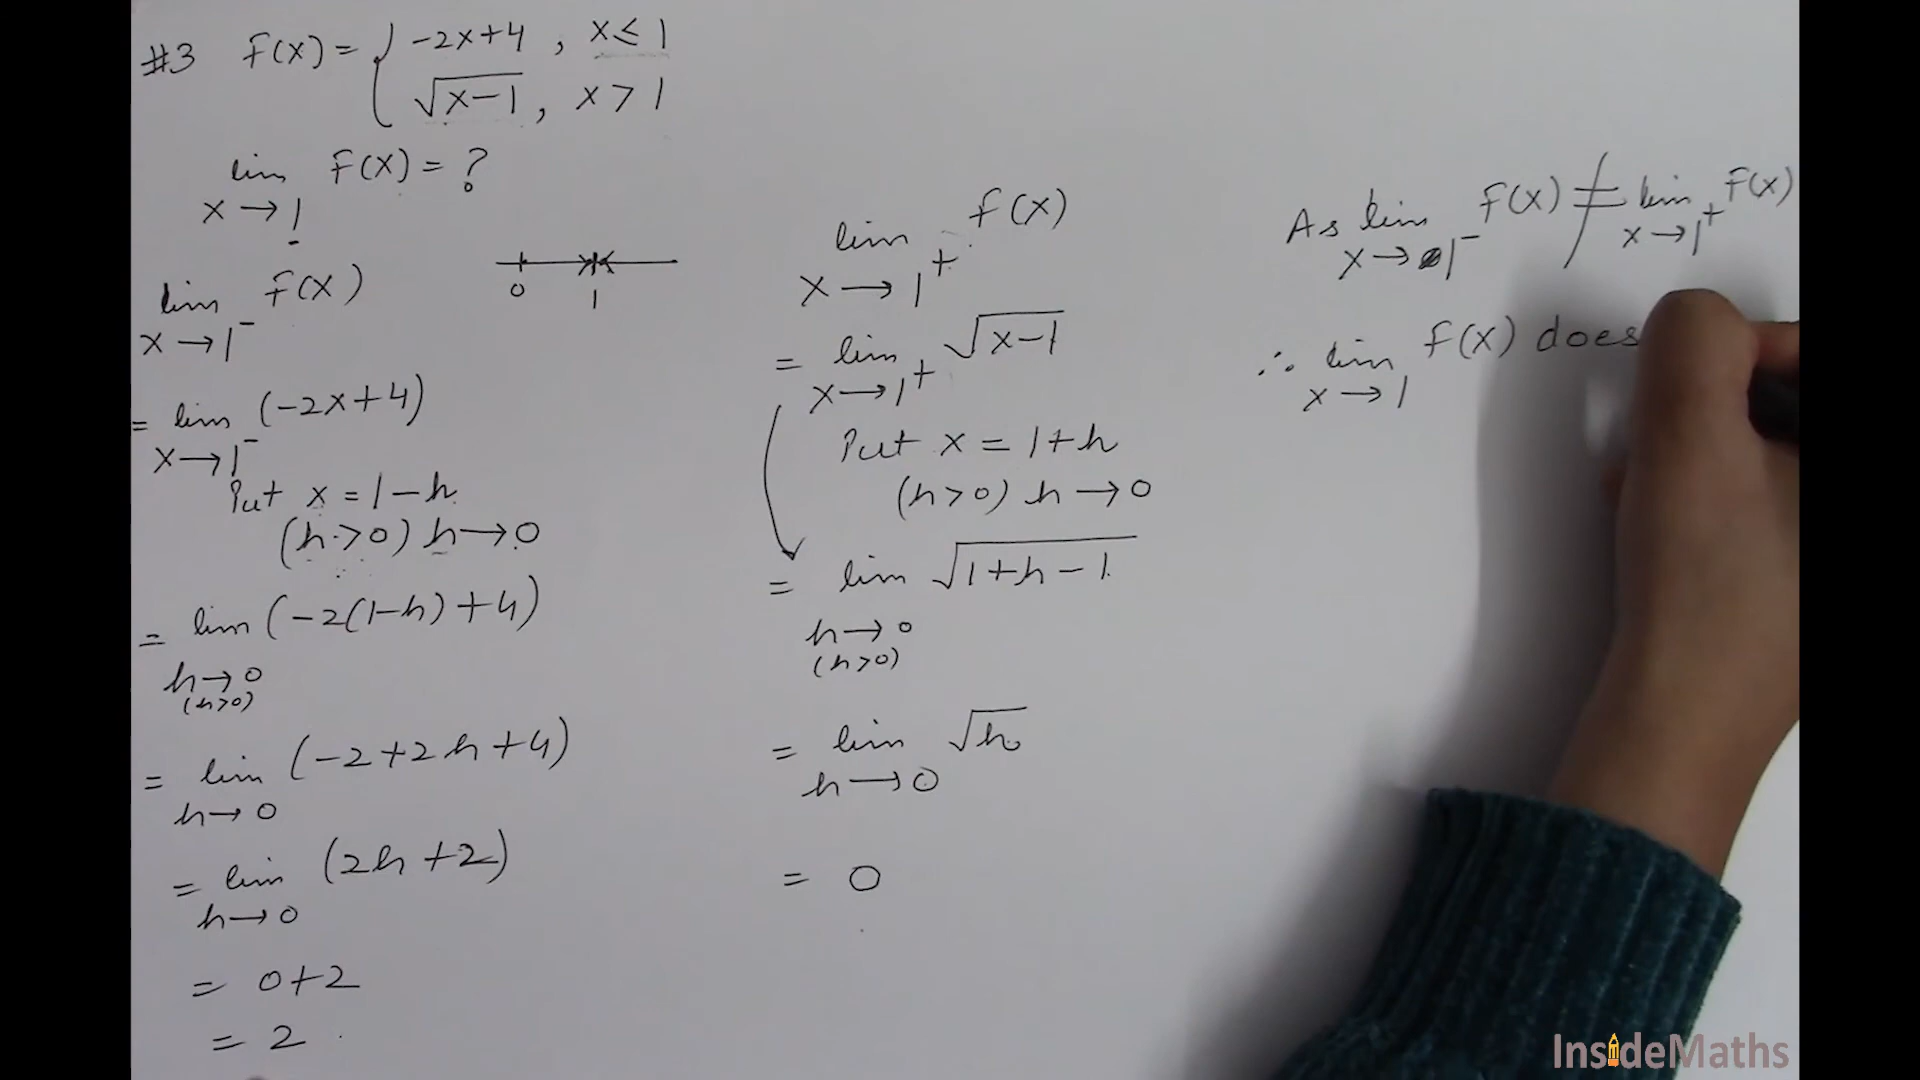 #3 F(x) = { -2x+4 , x ≤ 1
√(x-1) , x > 1
lim F(x) = ?
x → 1
lim F(x)
x → 1⁻
0 1
= lim (-2x+4)
x → 1⁻
Put x = 1-h
(h>0) h → 0
= lim (-2(1-h)+4)
h → 0
(h>0)
= lim (-2+2h+4)
h → 0
= lim (2h+2)
h → 0
= 0+2
= 2
lim f(x)
x → 1⁺
= lim √(x-1)
x → 1⁺
Put x = 1+h
(h>0) h → 0
= lim √(1+h-1)
h → 0
(h>0)
= lim √h
h → 0
= 0
As lim F(x) ≠ lim F(x)
x → 1⁻ x → 1⁺
∴ lim F(x) does
x → 1
InsideMaths